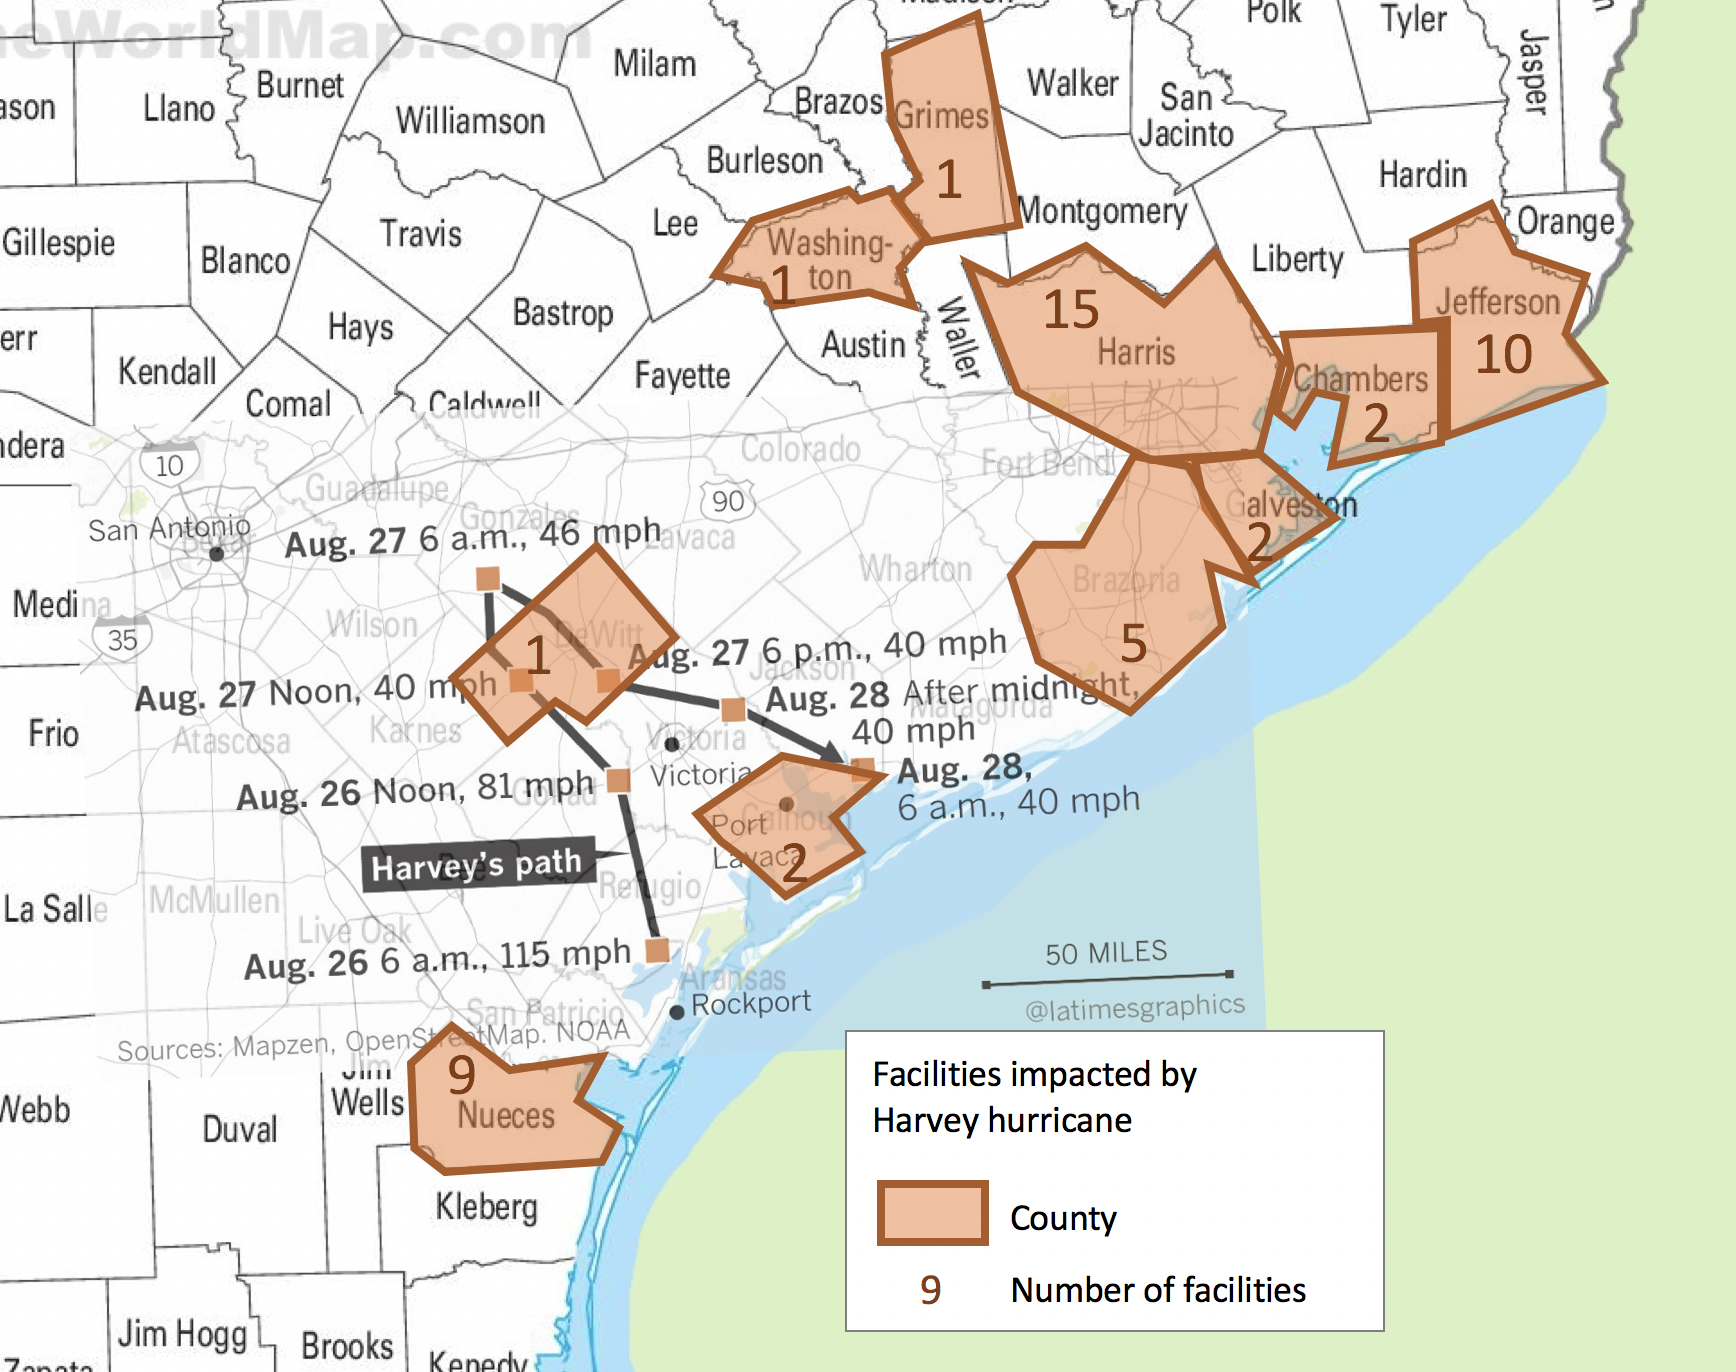 eWorldMap.com
Madison
Polk
Tyler
Jasper
Milam
Burnet
Llano
ason
Williamson
Brazos
Grimes
1
Walker
San
Jacinto
Hardin
Burleson
Lee
Travis
Gillespie
Blanco
Washing-
ton
1
Montgomery
Liberty
Orange
Jefferson
10
Hays
Bastrop
Waller
15
Harris
Austin
Chambers
2
err
Kendall
Comal
Caldwell
Fayette
ndera
10
Guadalupe
Gonzales
90
Colorado
Fort Bend
Galveston
2
San Antonio
Bexar
Aug. 27 6 a.m., 46 mph
Lavaca
Wharton
Brazoria
5
Medina
35
Wilson
DeWitt
1
Aug. 27 6 p.m., 40 mph
Jackson
Aug. 27 Noon, 40 mph
Aug. 28 After midnight,
40 mph
Matagorda
Frio
Atascosa
Karnes
Victoria
Victoria
Aug. 28,
6 a.m., 40 mph
Aug. 26 Noon, 81 mph
Goliad
Port
Lavaca
Calhoun
2
Harvey's path
Bee
Refugio
La Salle
McMullen
Live Oak
Aug. 26 6 a.m., 115 mph
Aransas
50 MILES
@latimesgraphics
San Patricio
Rockport
Sources: Mapzen, OpenStreetMap. NOAA
Webb
Duval
Jim
Wells
9
Nueces
Kleberg
Jim Hogg
Brooks
Kenedy
Zapata
Facilities impacted by
Harvey hurricane
County
9 Number of facilities